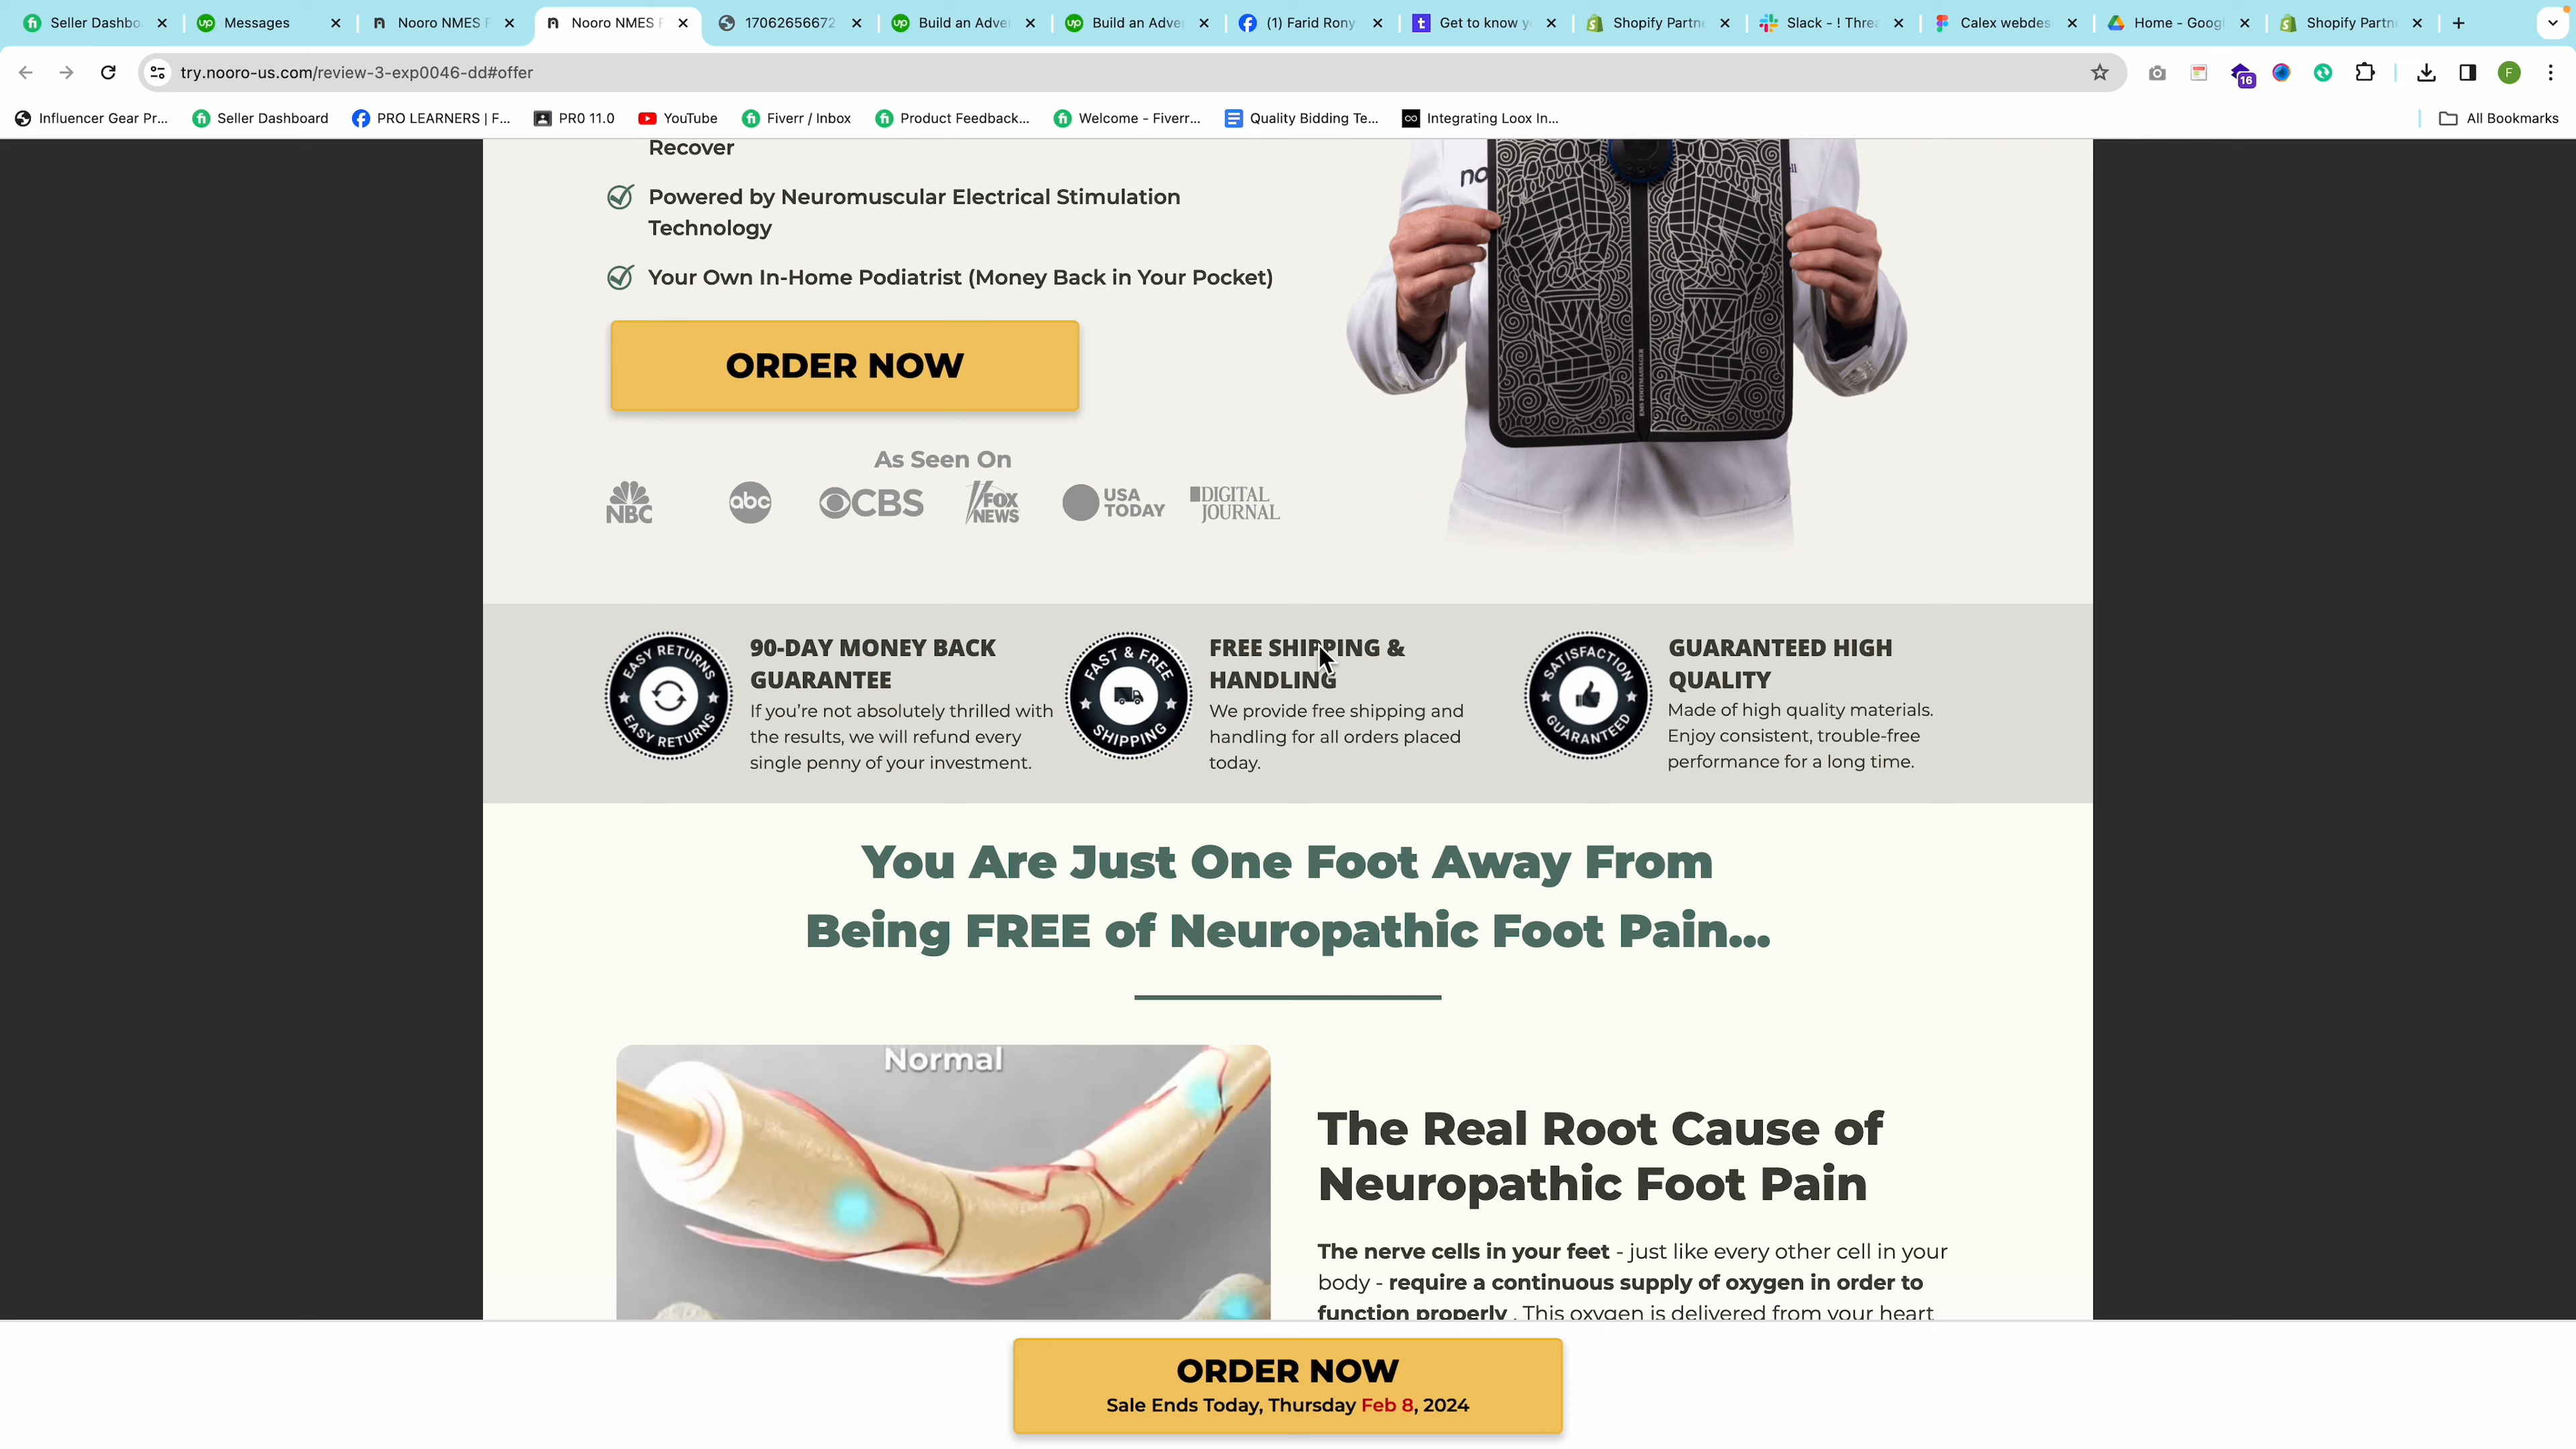 Seller Dashbo
Messages
Nooro NMES F
Nooro NMES F
17062656672
Build an Adve
Build an Adve
(1) Farid Rony
Get to know y
Shopify Partn
Slack - ! Threa
Calex webdes
Home - Googl
Shopify Partn
try.nooro-us.com/review-3-exp0046-dd#offer
16
F
Influencer Gear Pr...
Seller Dashboard
PRO LEARNERS | F...
PR0 11.0
YouTube
Fiverr / Inbox
Product Feedback...
Welcome - Fiverr...
Quality Bidding Te...
Integrating Loox In...
All Bookmarks
Recover
Powered by Neuromuscular Electrical Stimulation
Technology
Your Own In-Home Podiatrist (Money Back in Your Pocket)
ORDER NOW
As Seen On
NBC
abc
CBS
FOX
NEWS
USA
TODAY
DIGITAL
JOURNAL
no
EMS FOOTMASSAGER
EASY RETURNS
EASY RETURNS
90-DAY MONEY BACK
GUARANTEE
If you're not absolutely thrilled with
the results, we will refund every
single penny of your investment.
FAST & FREE
SHIPPING
FREE SHIPPING &
HANDLING
We provide free shipping and
handling for all orders placed
today.
SATISFACTION
GUARANTEED
GUARANTEED HIGH
QUALITY
Made of high quality materials.
Enjoy consistent, trouble-free
performance for a long time.
You Are Just One Foot Away From
Being FREE of Neuropathic Foot Pain...
Normal
The Real Root Cause of
Neuropathic Foot Pain
The nerve cells in your feet - just like every other cell in your
body - require a continuous supply of oxygen in order to
function properly . This oxygen is delivered from your heart
ORDER NOW
Sale Ends Today, Thursday Feb 8, 2024